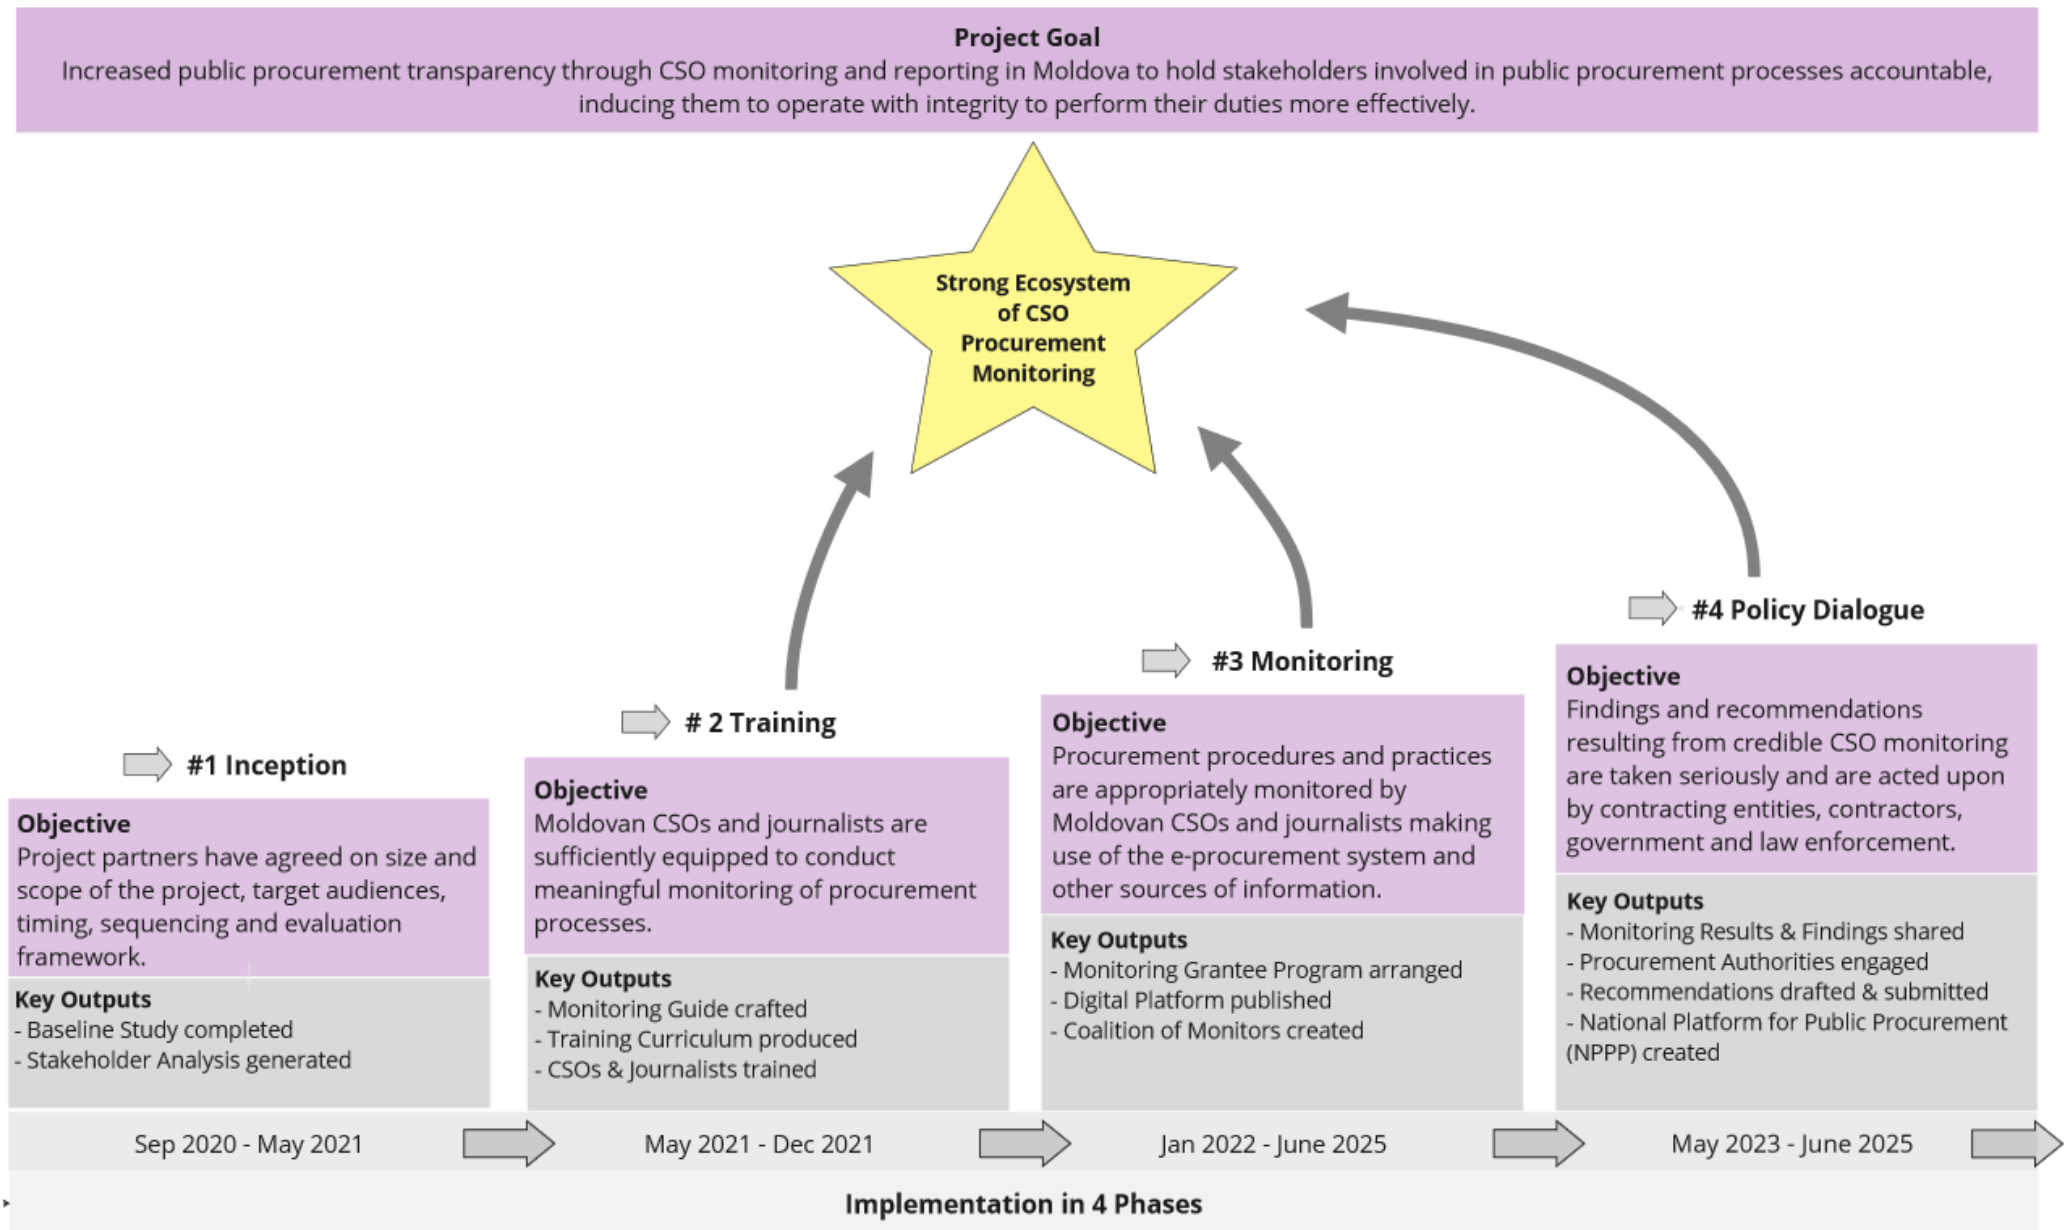 Project Goal
Increased public procurement transparency through CSO monitoring and reporting in Moldova to hold stakeholders involved in public procurement processes accountable,
inducing them to operate with integrity to perform their duties more effectively.
Strong Ecosystem
of CSO
Procurement
Monitoring
#1 Inception
Objective
Project partners have agreed on size and
scope of the project, target audiences,
timing, sequencing and evaluation
framework.
Key Outputs
- Baseline Study completed
- Stakeholder Analysis generated
# 2 Training
Objective
Moldovan CSOs and journalists are
sufficiently equipped to conduct
meaningful monitoring of procurement
processes.
Key Outputs
- Monitoring Guide crafted
- Training Curriculum produced
- CSOs & Journalists trained
#3 Monitoring
Objective
Procurement procedures and practices
are appropriately monitored by
Moldovan CSOs and journalists making
use of the e-procurement system and
other sources of information.
Key Outputs
- Monitoring Grantee Program arranged
- Digital Platform published
- Coalition of Monitors created
#4 Policy Dialogue
Objective
Findings and recommendations
resulting from credible CSO monitoring
are taken seriously and are acted upon
by contracting entities, contractors,
government and law enforcement.
Key Outputs
- Monitoring Results & Findings shared
- Procurement Authorities engaged
- Recommendations drafted & submitted
- National Platform for Public Procurement
(NPPP) created
Sep 2020 - May 2021
May 2021 - Dec 2021
Jan 2022 - June 2025
May 2023 - June 2025
Implementation in 4 Phases